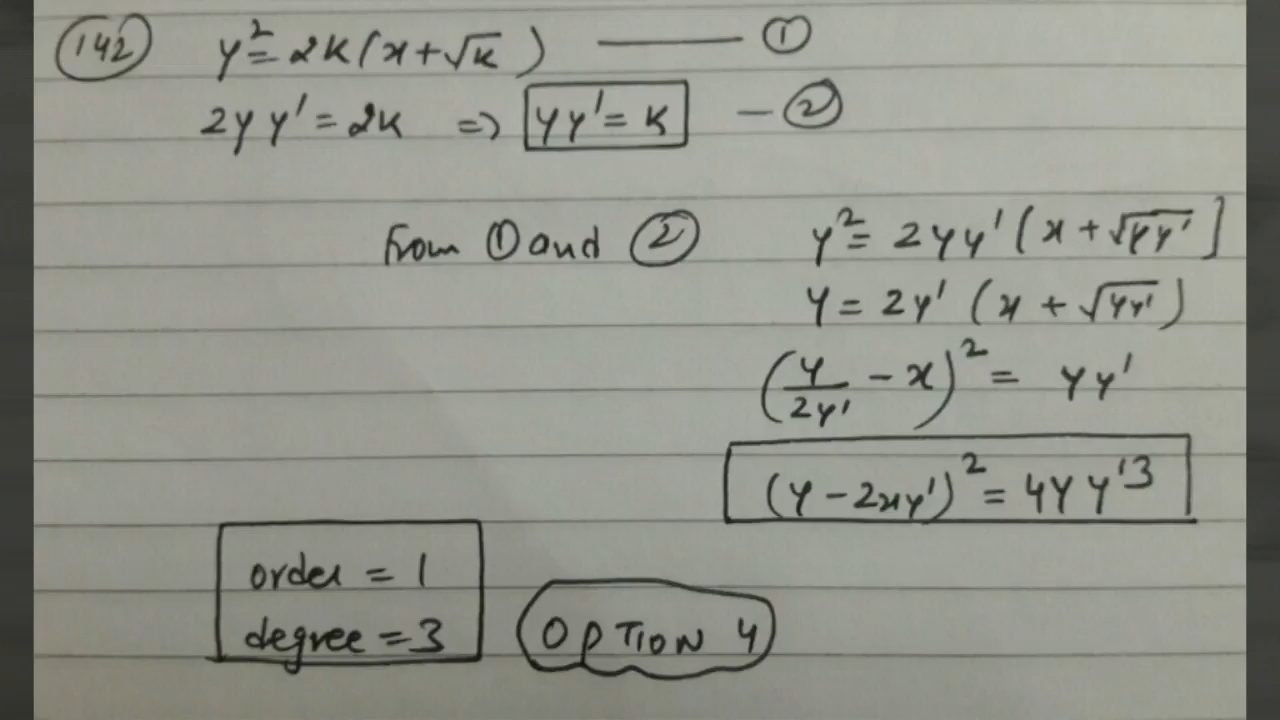 142 y² = 2k(x+√k) ——— ①
2yy' = 2k => yy' = k — ②
from ① and ② y² = 2yy'(x + √yy']
y = 2y' (x + √yy')
(y/2y' - x)² = yy'
(y - 2xy')² = 4yy'3
order = 1
degree = 3 OPTION 4